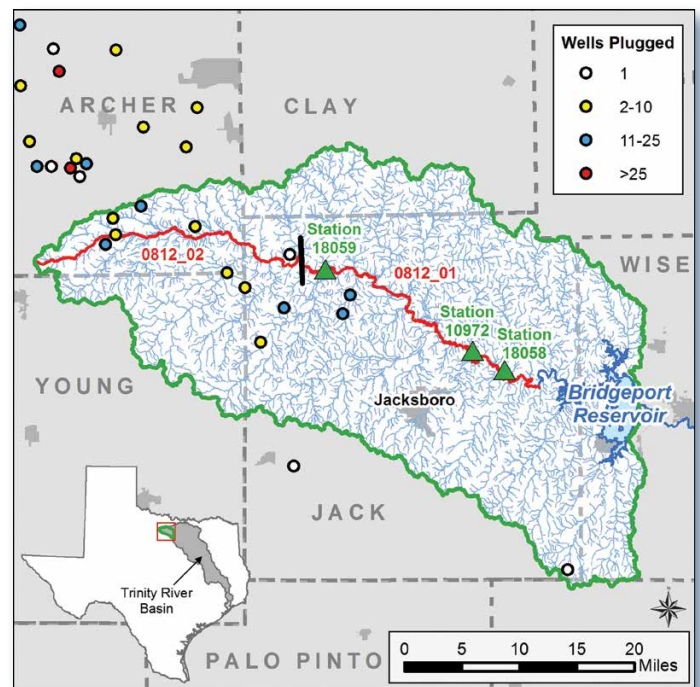 Wells Plugged
1
2-10
11-25
>25
ARCHER
CLAY
Station
18059
0812_02
0812_01
WISE
Station
10972
Station
18058
YOUNG
Jacksboro
Bridgeport
Reservoir
JACK
Trinity River
Basin
PALO PINTO
0 5 10 15 20
Miles